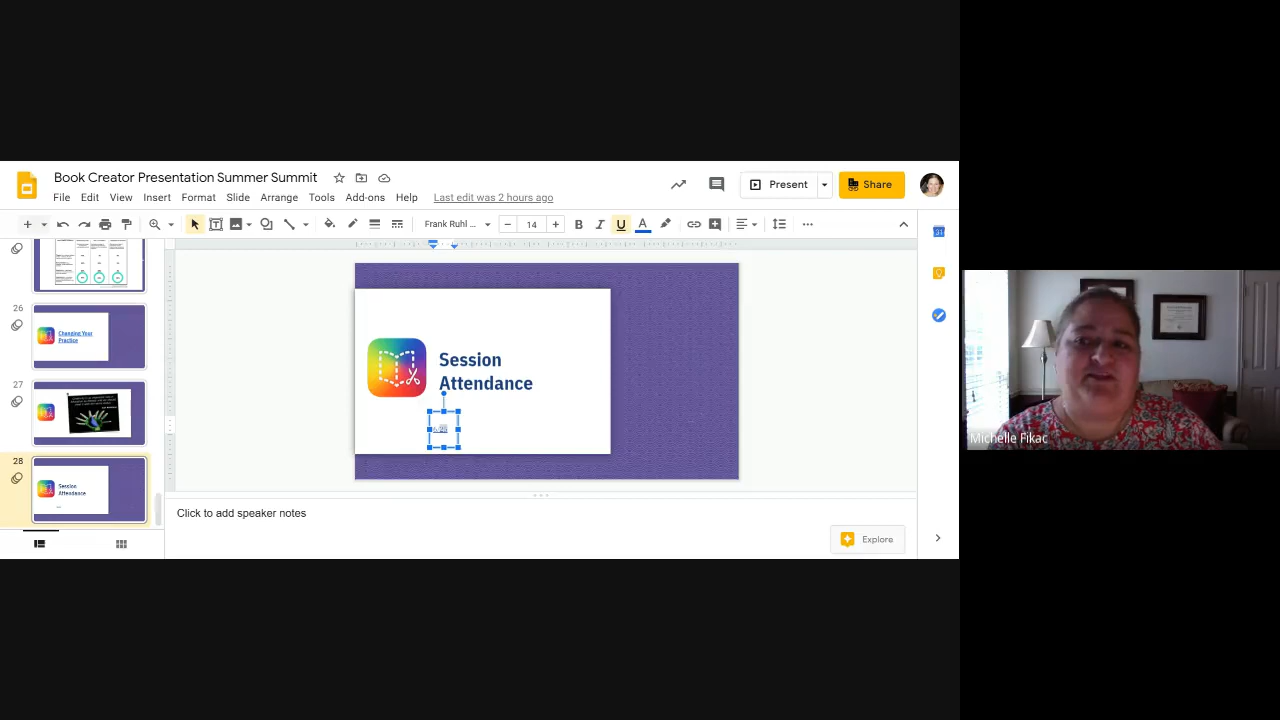 Book Creator Presentation Summer Summit
File Edit View Insert Format Slide Arrange Tools Add-ons Help Last edit was 2 hours ago
Present
Share
Frank Ruhl ... 14
26
Changing Your
Practice
27
28
Session
Attendance
Session
Attendance
Click to add speaker notes
Explore
Michelle Fikac